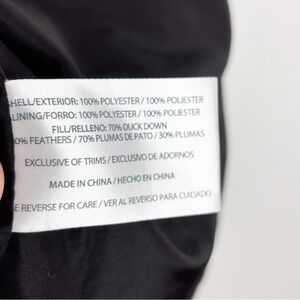 SHELL/EXTERIOR: 100% POLYESTER / 100% POLIESTER
LINING/FORRO: 100% POLYESTER / 100% POLIESTER
FILL/RELLENO: 70% DUCK DOWN
30% FEATHERS / 70% PLUMAS DE PATO / 30% PLUMAS
EXCLUSIVE OF TRIMS / EXCLUSIVO DE ADORNOS
MADE IN CHINA / HECHO EN CHINA
E REVERSE FOR CARE / VER AL REVERSO PARA CUIDADO